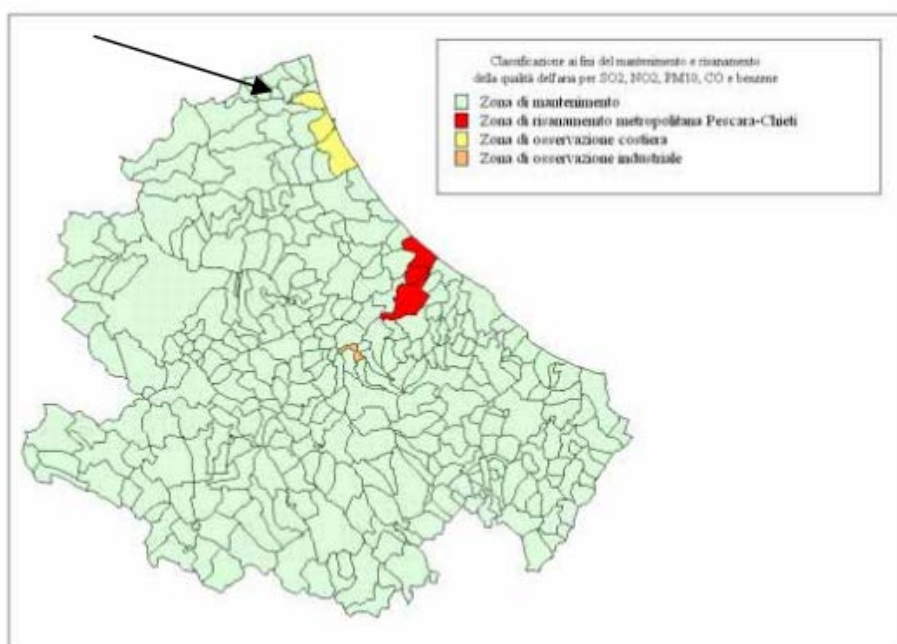 Classificazione ai fini del mantenimento e risanamento
della qualità dell'aria per SO2, NO2, PM10, CO e benzene
Zona di mantenimento
Zona di risanamento metropolitana Pescara-Chieti
Zona di osservazione costiera
Zona di osservazione industriale